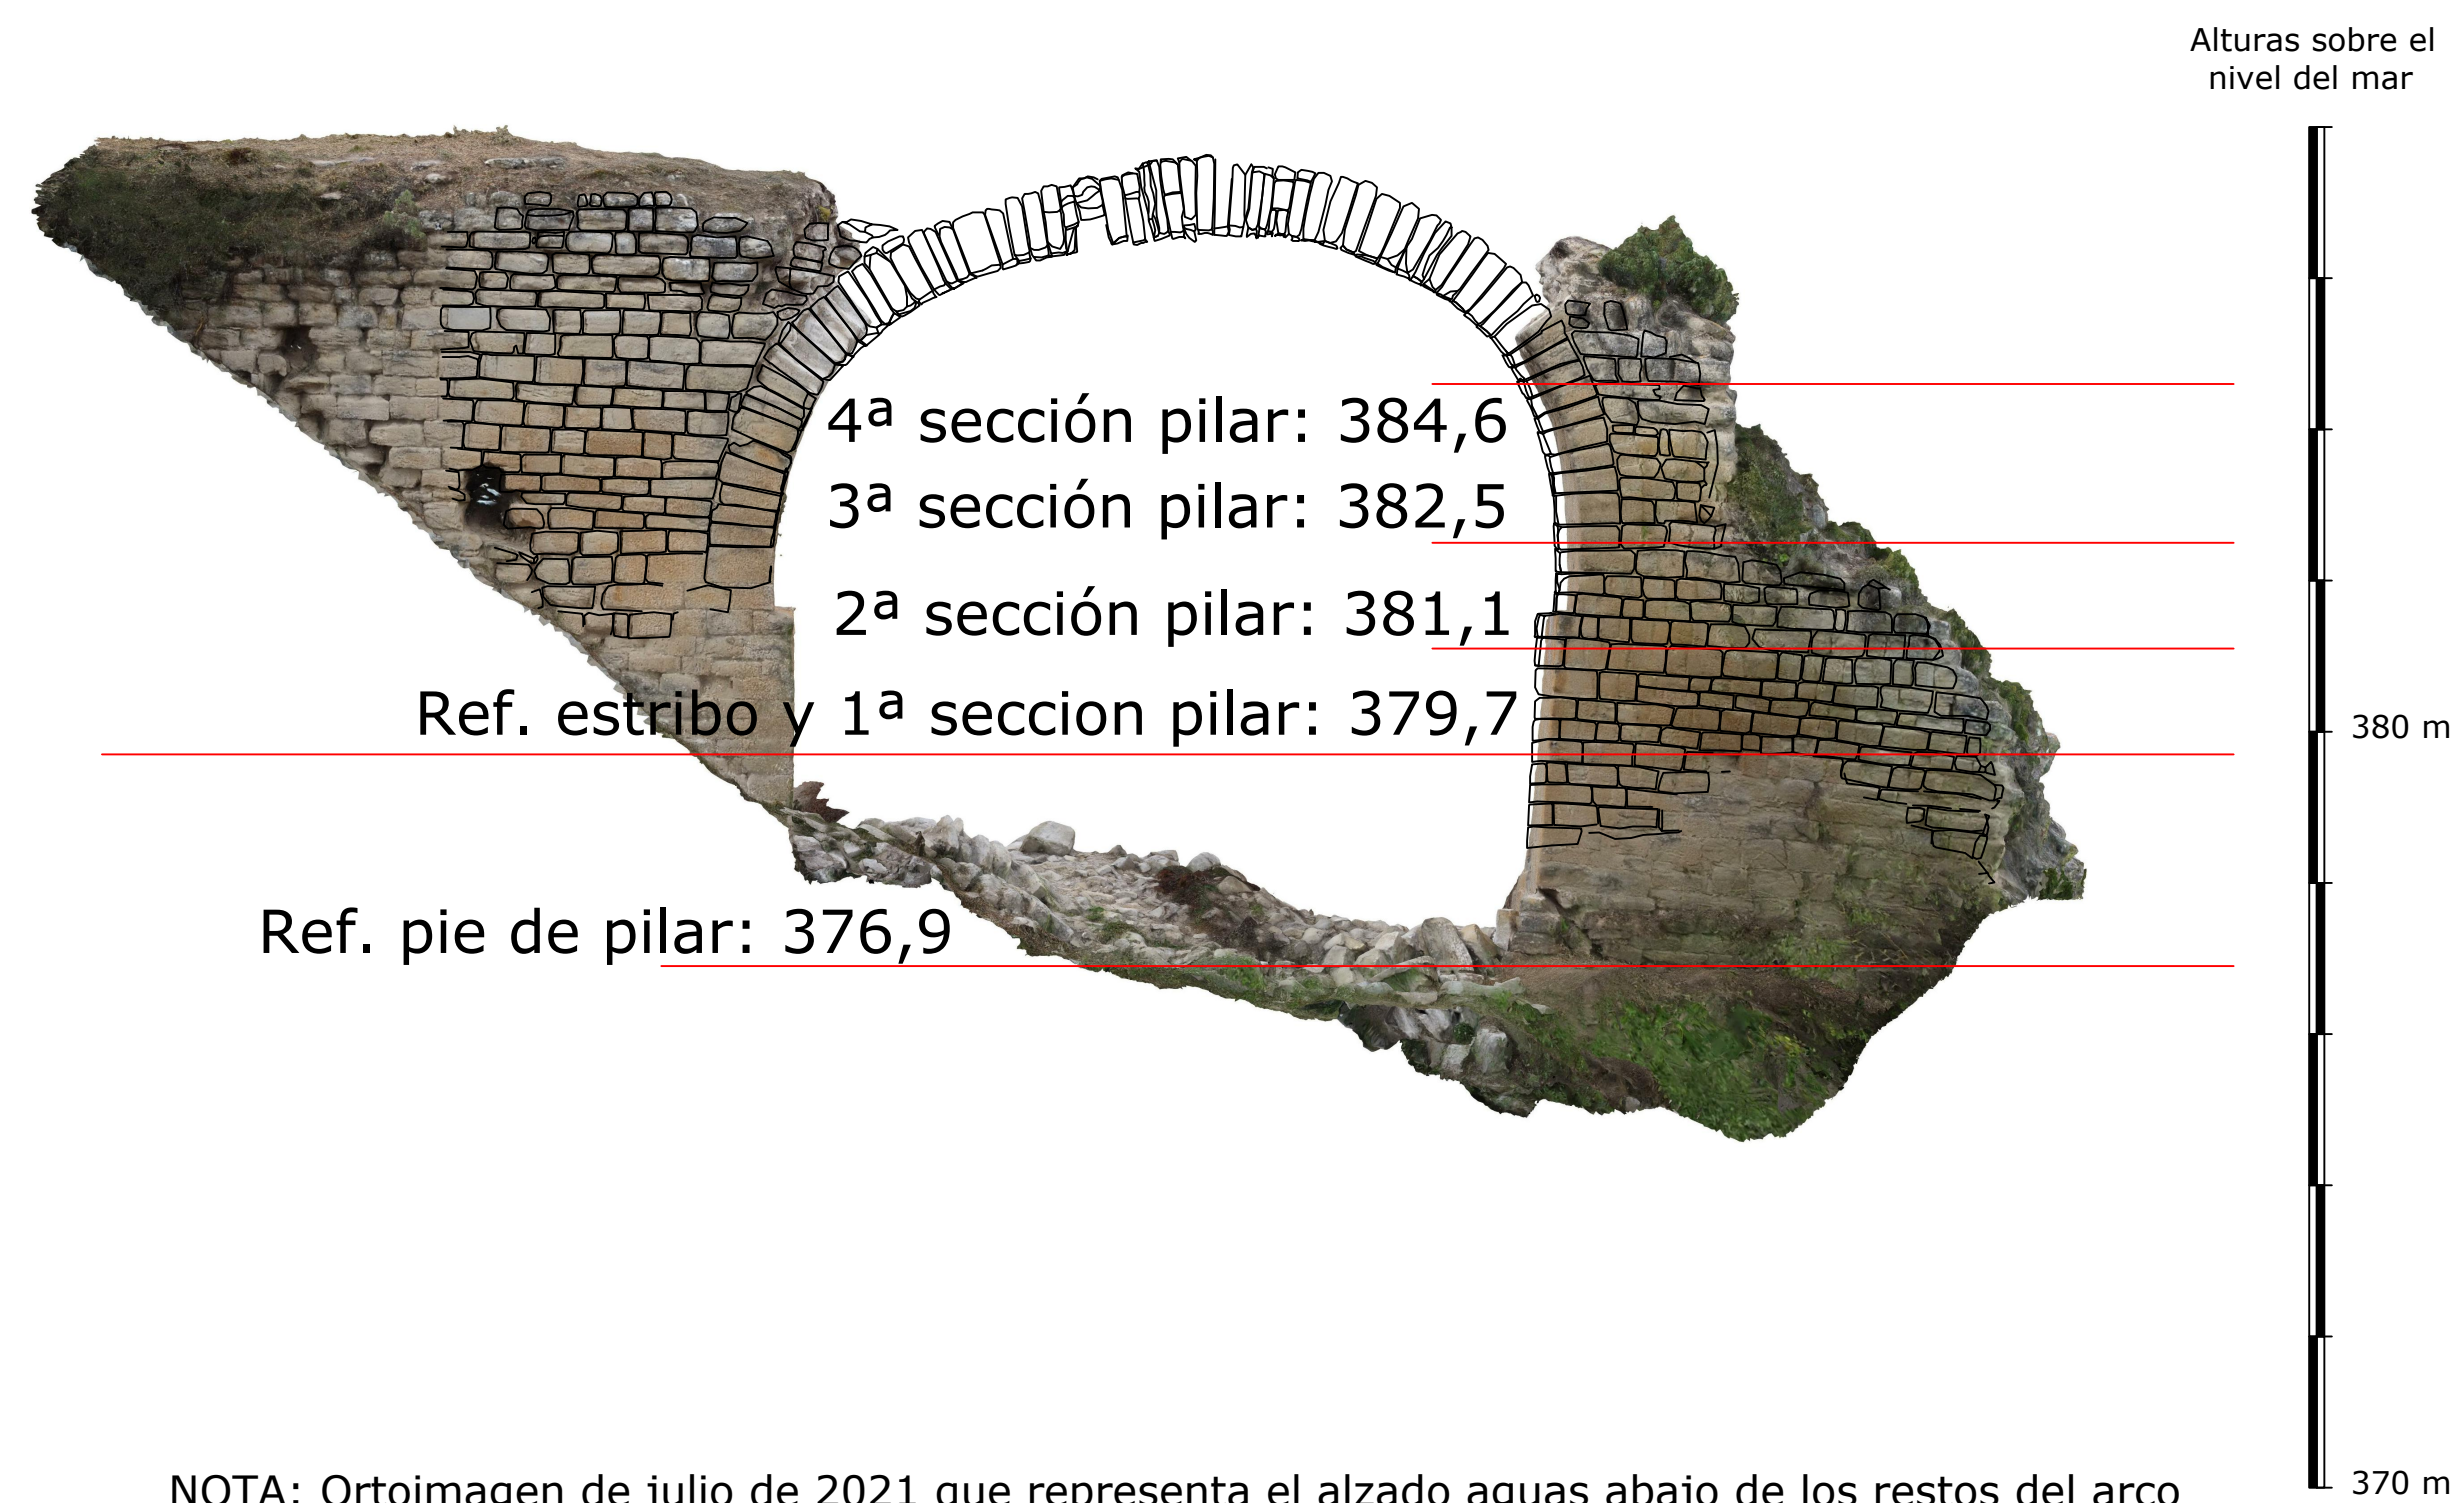 Alturas sobre el
nivel del mar
4ª sección pilar: 384,6
3ª sección pilar: 382,5
2ª sección pilar: 381,1
Ref. estribo y 1ª seccion pilar: 379,7
380 m
Ref. pie de pilar: 376,9
370 m
NOTA: Ortoimagen de julio de 2021 que representa el alzado aguas abajo de los restos del arco